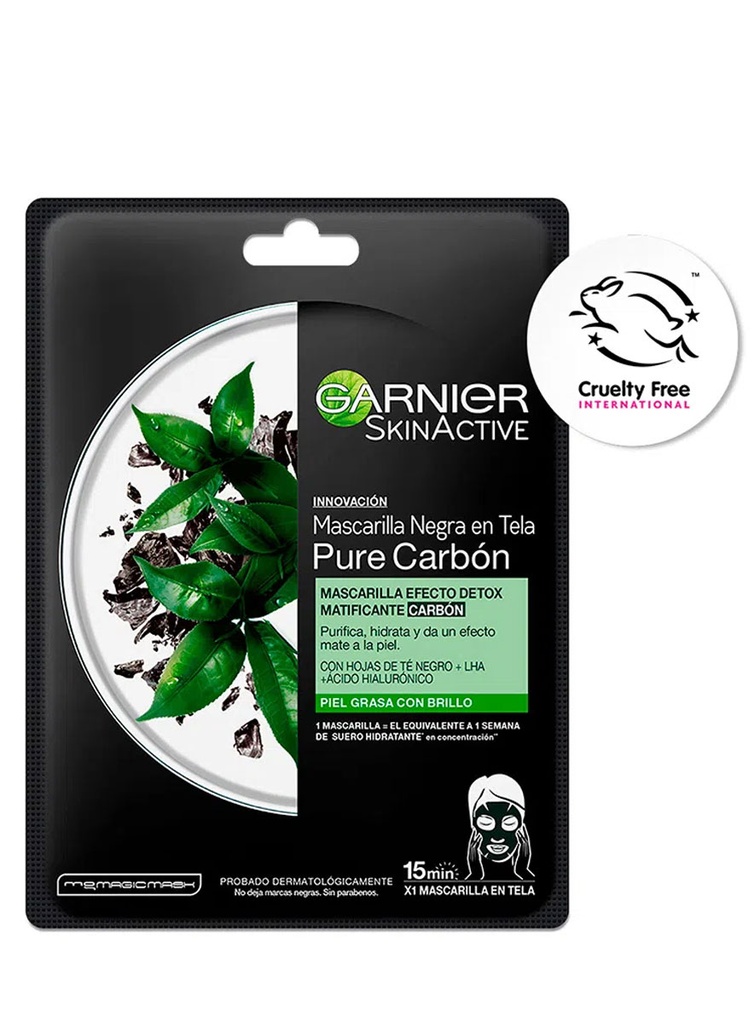 GARNIER
SKINACTIVE
TM
Cruelty Free
INTERNATIONAL
INNOVACIÓN
Mascarilla Negra en Tela
Pure Carbón
MASCARILLA EFECTO DETOX
MATIFICANTE CARBÓN
Purifica, hidrata y da un efecto
mate a la piel.
CON HOJAS DE TÉ NEGRO + LHA
+ÁCIDO HIALURÓNICO
PIEL GRASA CON BRILLO
1 MASCARILLA = EL EQUIVALENTE A 1 SEMANA
DE SUERO HIDRATANTE* en concentración**
15min
X1 MASCARILLA EN TELA
PROBADO DERMATOLÓGICAMENTE
No deja marcas negras. Sin parabenos.
MAGIC MASK